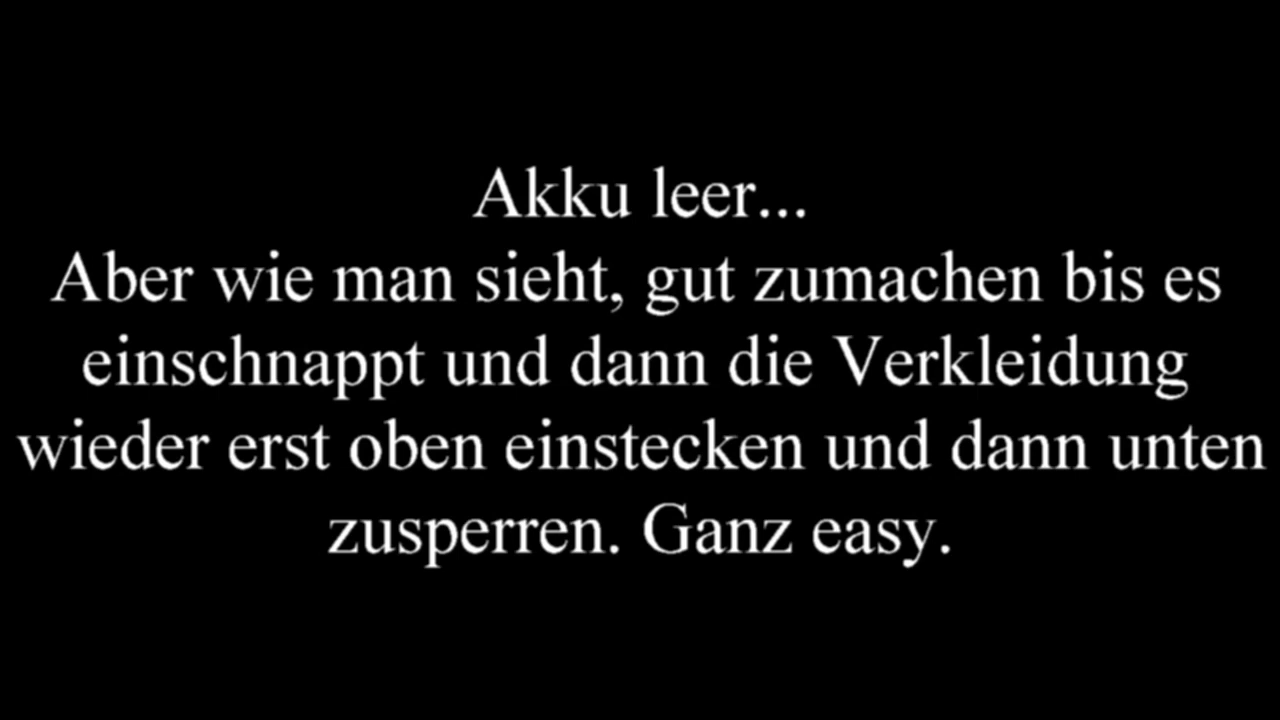 Akku leer...
Aber wie man sieht, gut zumachen bis es
einschnappt und dann die Verkleidung
wieder erst oben einstecken und dann unten
zusperren. Ganz easy.